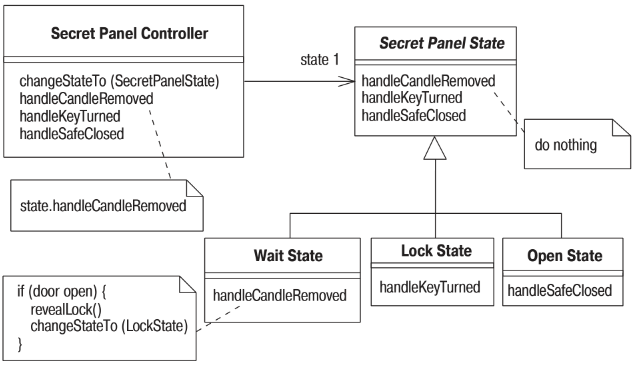 Secret Panel Controller
changeStateTo (SecretPanelState)
handleCandleRemoved
handleKeyTurned
handleSafeClosed
state 1
Secret Panel State
handleCandleRemoved
handleKeyTurned
handleSafeClosed
do nothing
state.handleCandleRemoved
Wait State
handleCandleRemoved
Lock State
handleKeyTurned
Open State
handleSafeClosed
if (door open) {
revealLock()
changeStateTo (LockState)
}